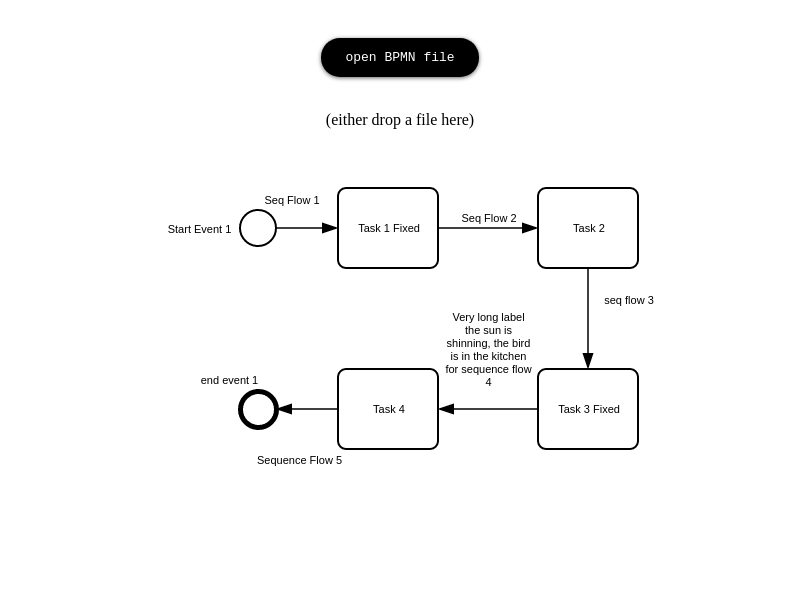 open BPMN file
(either drop a file here)
Seq Flow 1
Start Event 1
Task 1 Fixed
Seq Flow 2
Task 2
seq flow 3
Very long label
the sun is
shinning, the bird
is in the kitchen
for sequence flow
4
end event 1
Task 4
Task 3 Fixed
Sequence Flow 5